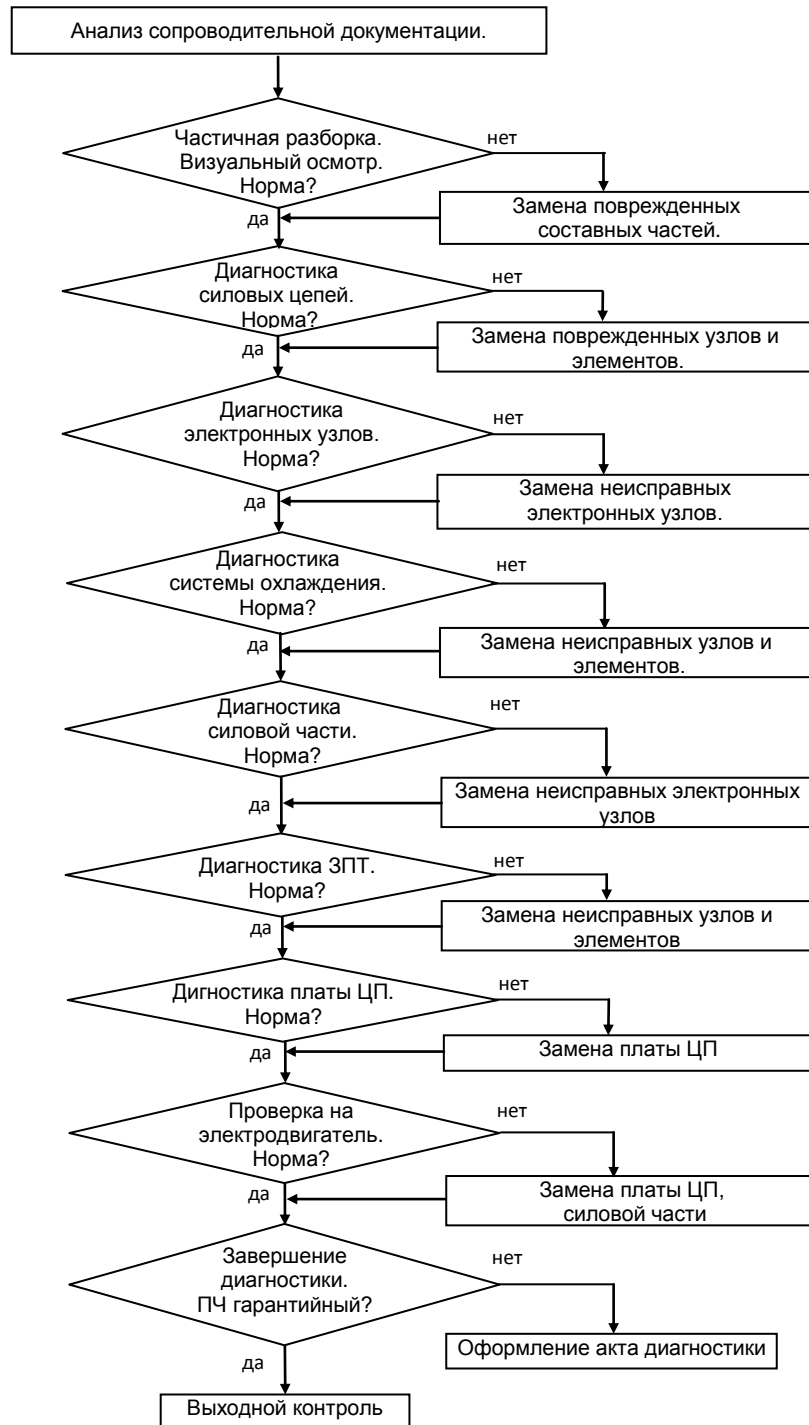 Анализ сопроводительной документации.
Частичная разборка.
Визуальный осмотр.
Норма?
нет
Замена поврежденных
составных частей.
да
Диагностика
силовых цепей.
Норма?
нет
Замена поврежденных узлов и
элементов.
да
Диагностика
электронных узлов.
Норма?
нет
Замена неисправных
электронных узлов.
да
Диагностика
системы охлаждения.
Норма?
нет
Замена неисправных узлов и
элементов.
да
Диагностика
силовой части.
Норма?
нет
Замена неисправных электронных
узлов
да
Диагностика ЗПТ.
Норма?
нет
Замена неисправных узлов и
элементов
да
Дигностика платы ЦП.
Норма?
нет
Замена платы ЦП
да
Проверка на
электродвигатель.
Норма?
нет
Замена платы ЦП,
силовой части
да
Завершение
диагностики.
ПЧ гарантийный?
нет
Оформление акта диагностики
да
Выходной контроль